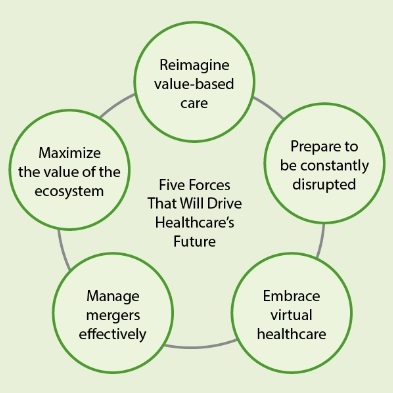 Reimagine
value-based
care
Prepare to
be constantly
disrupted
Embrace
virtual
healthcare
Manage
mergers
effectively
Maximize
the value of the
ecosystem
Five Forces
That Will Drive
Healthcare's
Future